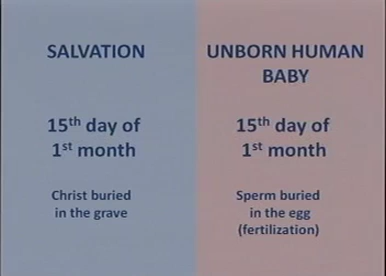 SALVATION
15th day of
1st month
Christ buried
in the grave
UNBORN HUMAN
BABY
15th day of
1st month
Sperm buried
in the egg
(fertilization)